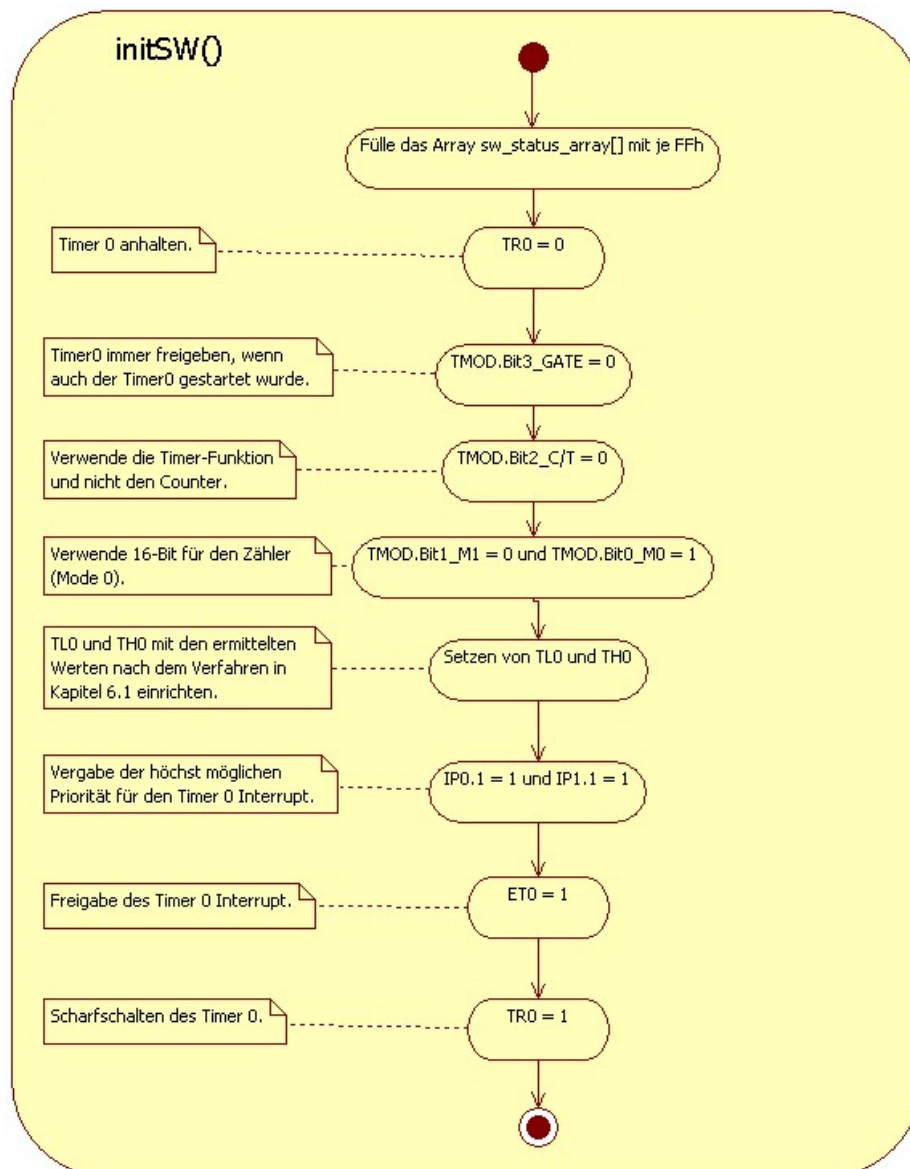 initSW()
Fülle das Array sw_status_array[] mit je FFh
Timer 0 anhalten.
TR0 = 0
Timer0 immer freigeben, wenn
auch der Timer0 gestartet wurde.
TMOD.Bit3_GATE = 0
Verwende die Timer-Funktion
und nicht den Counter.
TMOD.Bit2_C/T = 0
Verwende 16-Bit für den Zähler
(Mode 0).
TMOD.Bit1_M1 = 0 und TMOD.Bit0_M0 = 1
TL0 und TH0 mit den ermittelten
Werten nach dem Verfahren in
Kapitel 6.1 einrichten.
Setzen von TL0 und TH0
Vergabe der höchst möglichen
Priorität für den Timer 0 Interrupt.
IP0.1 = 1 und IP1.1 = 1
Freigabe des Timer 0 Interrupt.
ET0 = 1
Scharfschalten des Timer 0.
TR0 = 1